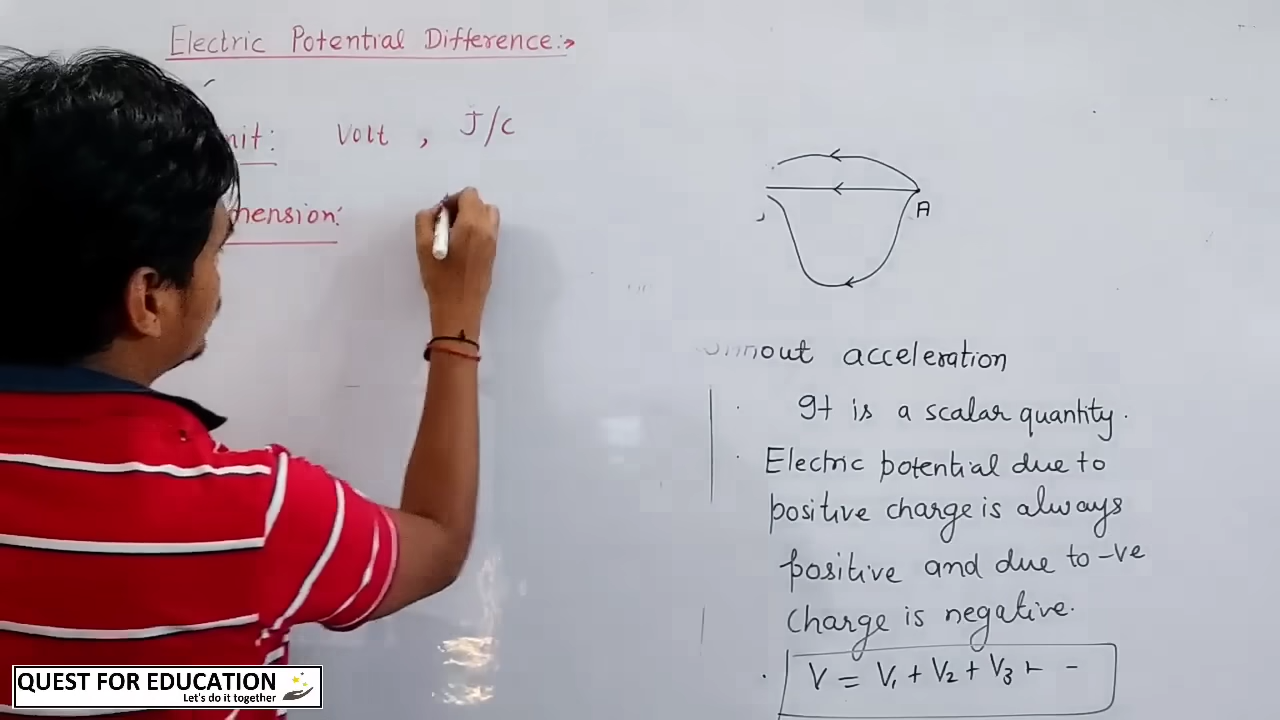 Electric Potential Difference:→
nit: Volt , J/C
mension:
A
without acceleration
It is a scalar quantity.
Electric potential due to
positive charge is always
positive and due to -ve
charge is negative.
V = V₁ + V₂ + V₃ + -
QUEST FOR EDUCATION
Let's do it together